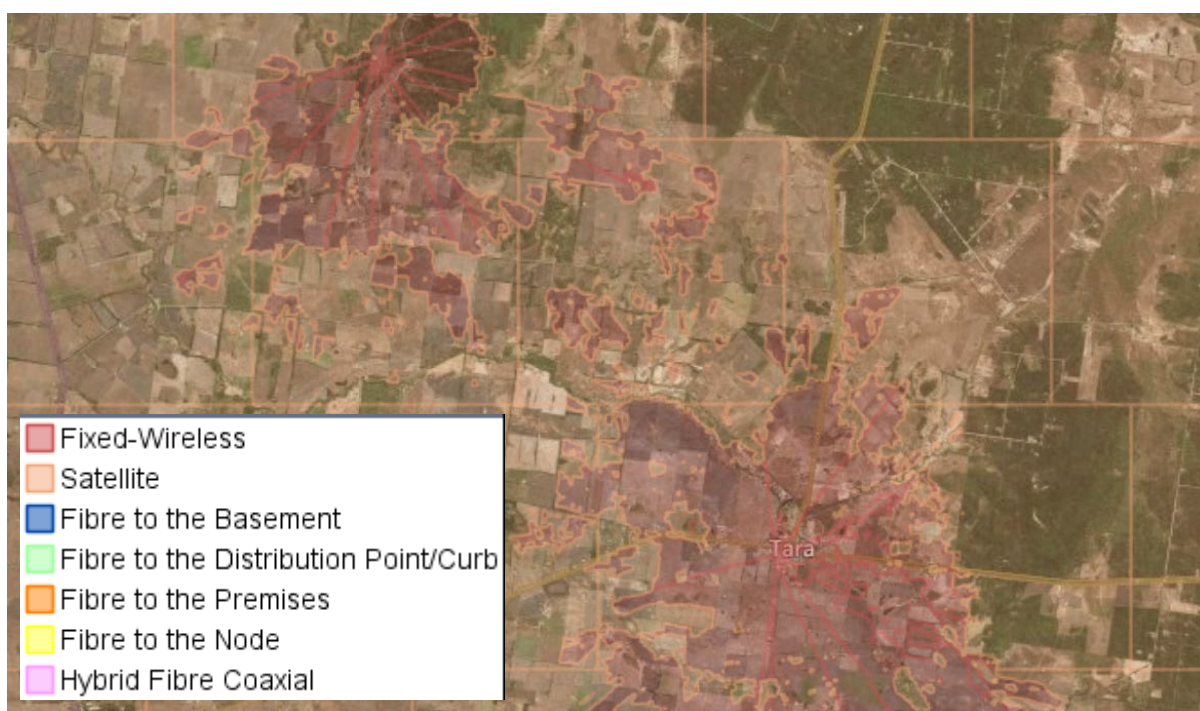 Tara
Fixed-Wireless
Satellite
Fibre to the Basement
Fibre to the Distribution Point/Curb
Fibre to the Premises
Fibre to the Node
Hybrid Fibre Coaxial